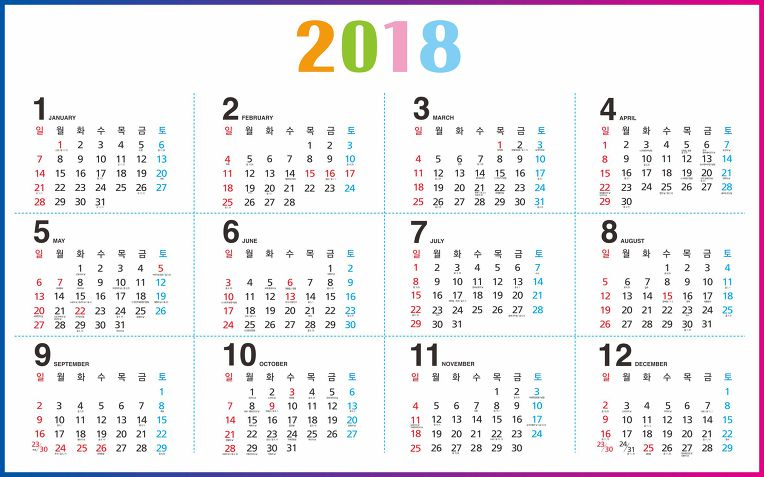 2018
1 JANUARY
일 월 화 수 목 금 토
1 2 3 4 5 6
7 8 9 10 11 12 13
14 15 16 17 18 19 20
21 22 23 24 25 26 27
28 29 30 31
2 FEBRUARY
일 월 화 수 목 금 토
1 2 3
4 5 6 7 8 9 10
11 12 13 14 15 16 17
18 19 20 21 22 23 24
25 26 27 28
3 MARCH
일 월 화 수 목 금 토
1 2 3
4 5 6 7 8 9 10
11 12 13 14 15 16 17
18 19 20 21 22 23 24
25 26 27 28 29 30 31
4 APRIL
일 월 화 수 목 금 토
1 2 3 4 5 6 7
8 9 10 11 12 13 14
15 16 17 18 19 20 21
22 23 24 25 26 27 28
29 30
5 MAY
일 월 화 수 목 금 토
1 2 3 4 5
6 7 8 9 10 11 12
13 14 15 16 17 18 19
20 21 22 23 24 25 26
27 28 29 30 31
6 JUNE
일 월 화 수 목 금 토
1 2
3 4 5 6 7 8 9
10 11 12 13 14 15 16
17 18 19 20 21 22 23
24 25 26 27 28 29 30
7 JULY
일 월 화 수 목 금 토
1 2 3 4 5 6 7
8 9 10 11 12 13 14
15 16 17 18 19 20 21
22 23 24 25 26 27 28
29 30 31
8 AUGUST
일 월 화 수 목 금 토
1 2 3 4
5 6 7 8 9 10 11
12 13 14 15 16 17 18
19 20 21 22 23 24 25
26 27 28 29 30 31
9 SEPTEMBER
일 월 화 수 목 금 토
1
2 3 4 5 6 7 8
9 10 11 12 13 14 15
16 17 18 19 20 21 22
23/30 24 25 26 27 28 29
10 OCTOBER
일 월 화 수 목 금 토
1 2 3 4 5 6
7 8 9 10 11 12 13
14 15 16 17 18 19 20
21 22 23 24 25 26 27
28 29 30 31
11 NOVEMBER
일 월 화 수 목 금 토
1 2 3
4 5 6 7 8 9 10
11 12 13 14 15 16 17
18 19 20 21 22 23 24
25 26 27 28 29 30
12 DECEMBER
일 월 화 수 목 금 토
1
2 3 4 5 6 7 8
9 10 11 12 13 14 15
16 17 18 19 20 21 22
23/30 24/31 25 26 27 28 29